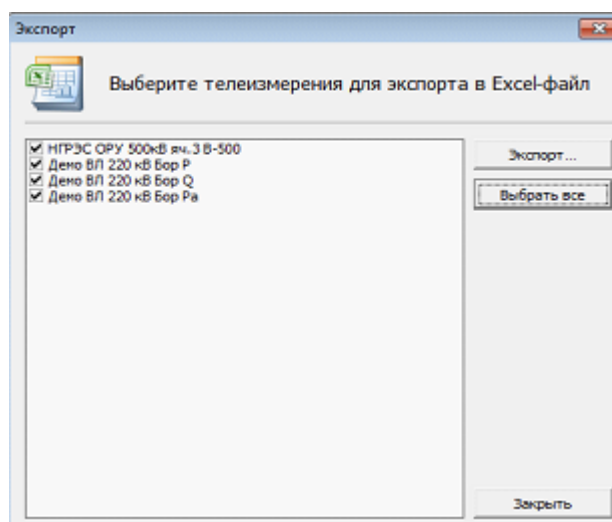 Экспорт
Выберите телеизмерения для экспорта в Excel-файл
НГРЭС ОРУ 500кВ яч.3 В-500
Демо ВЛ 220 кВ Бор P
Демо ВЛ 220 кВ Бор Q
Демо ВЛ 220 кВ Бор Pa
Экспорт...
Выбрать все
Закрыть